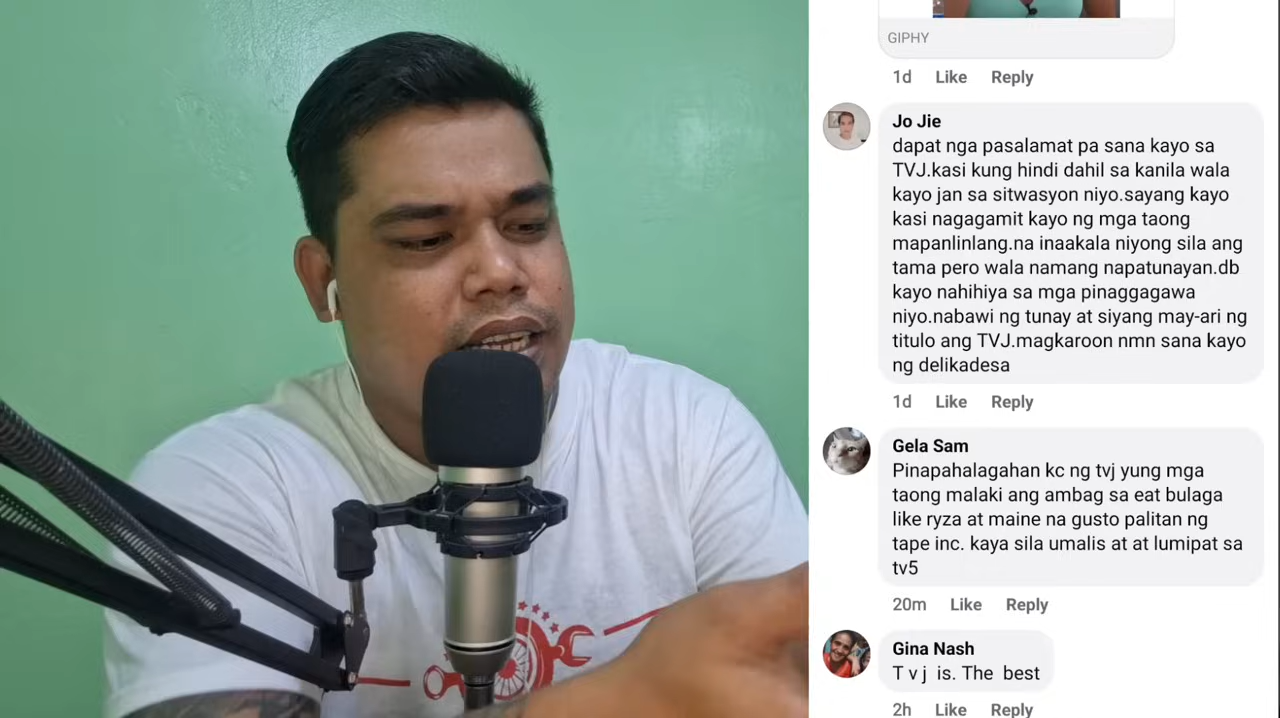 GIPHY
1d Like Reply
Jo Jie
dapat nga pasalamat pa sana kayo sa
TVJ.kasi kung hindi dahil sa kanila wala
kayo jan sa sitwasyon niyo.sayang kayo
kasi nagagamit kayo ng mga taong
mapanlinlang.na inaakala niyong sila ang
tama pero wala namang napatunayan.db
kayo nahihiya sa mga pinaggagawa
niyo.nabawi ng tunay at siyang may-ari ng
titulo ang TVJ.magkaroon nmn sana kayo
ng delikadesa
1d Like Reply
Gela Sam
Pinapahalagahan kc ng tvj yung mga
taong malaki ang ambag sa eat bulaga
like ryza at maine na gusto palitan ng
tape inc. kaya sila umalis at at lumipat sa
tv5
20m Like Reply
Gina Nash
T v j is. The best
2h Like Reply